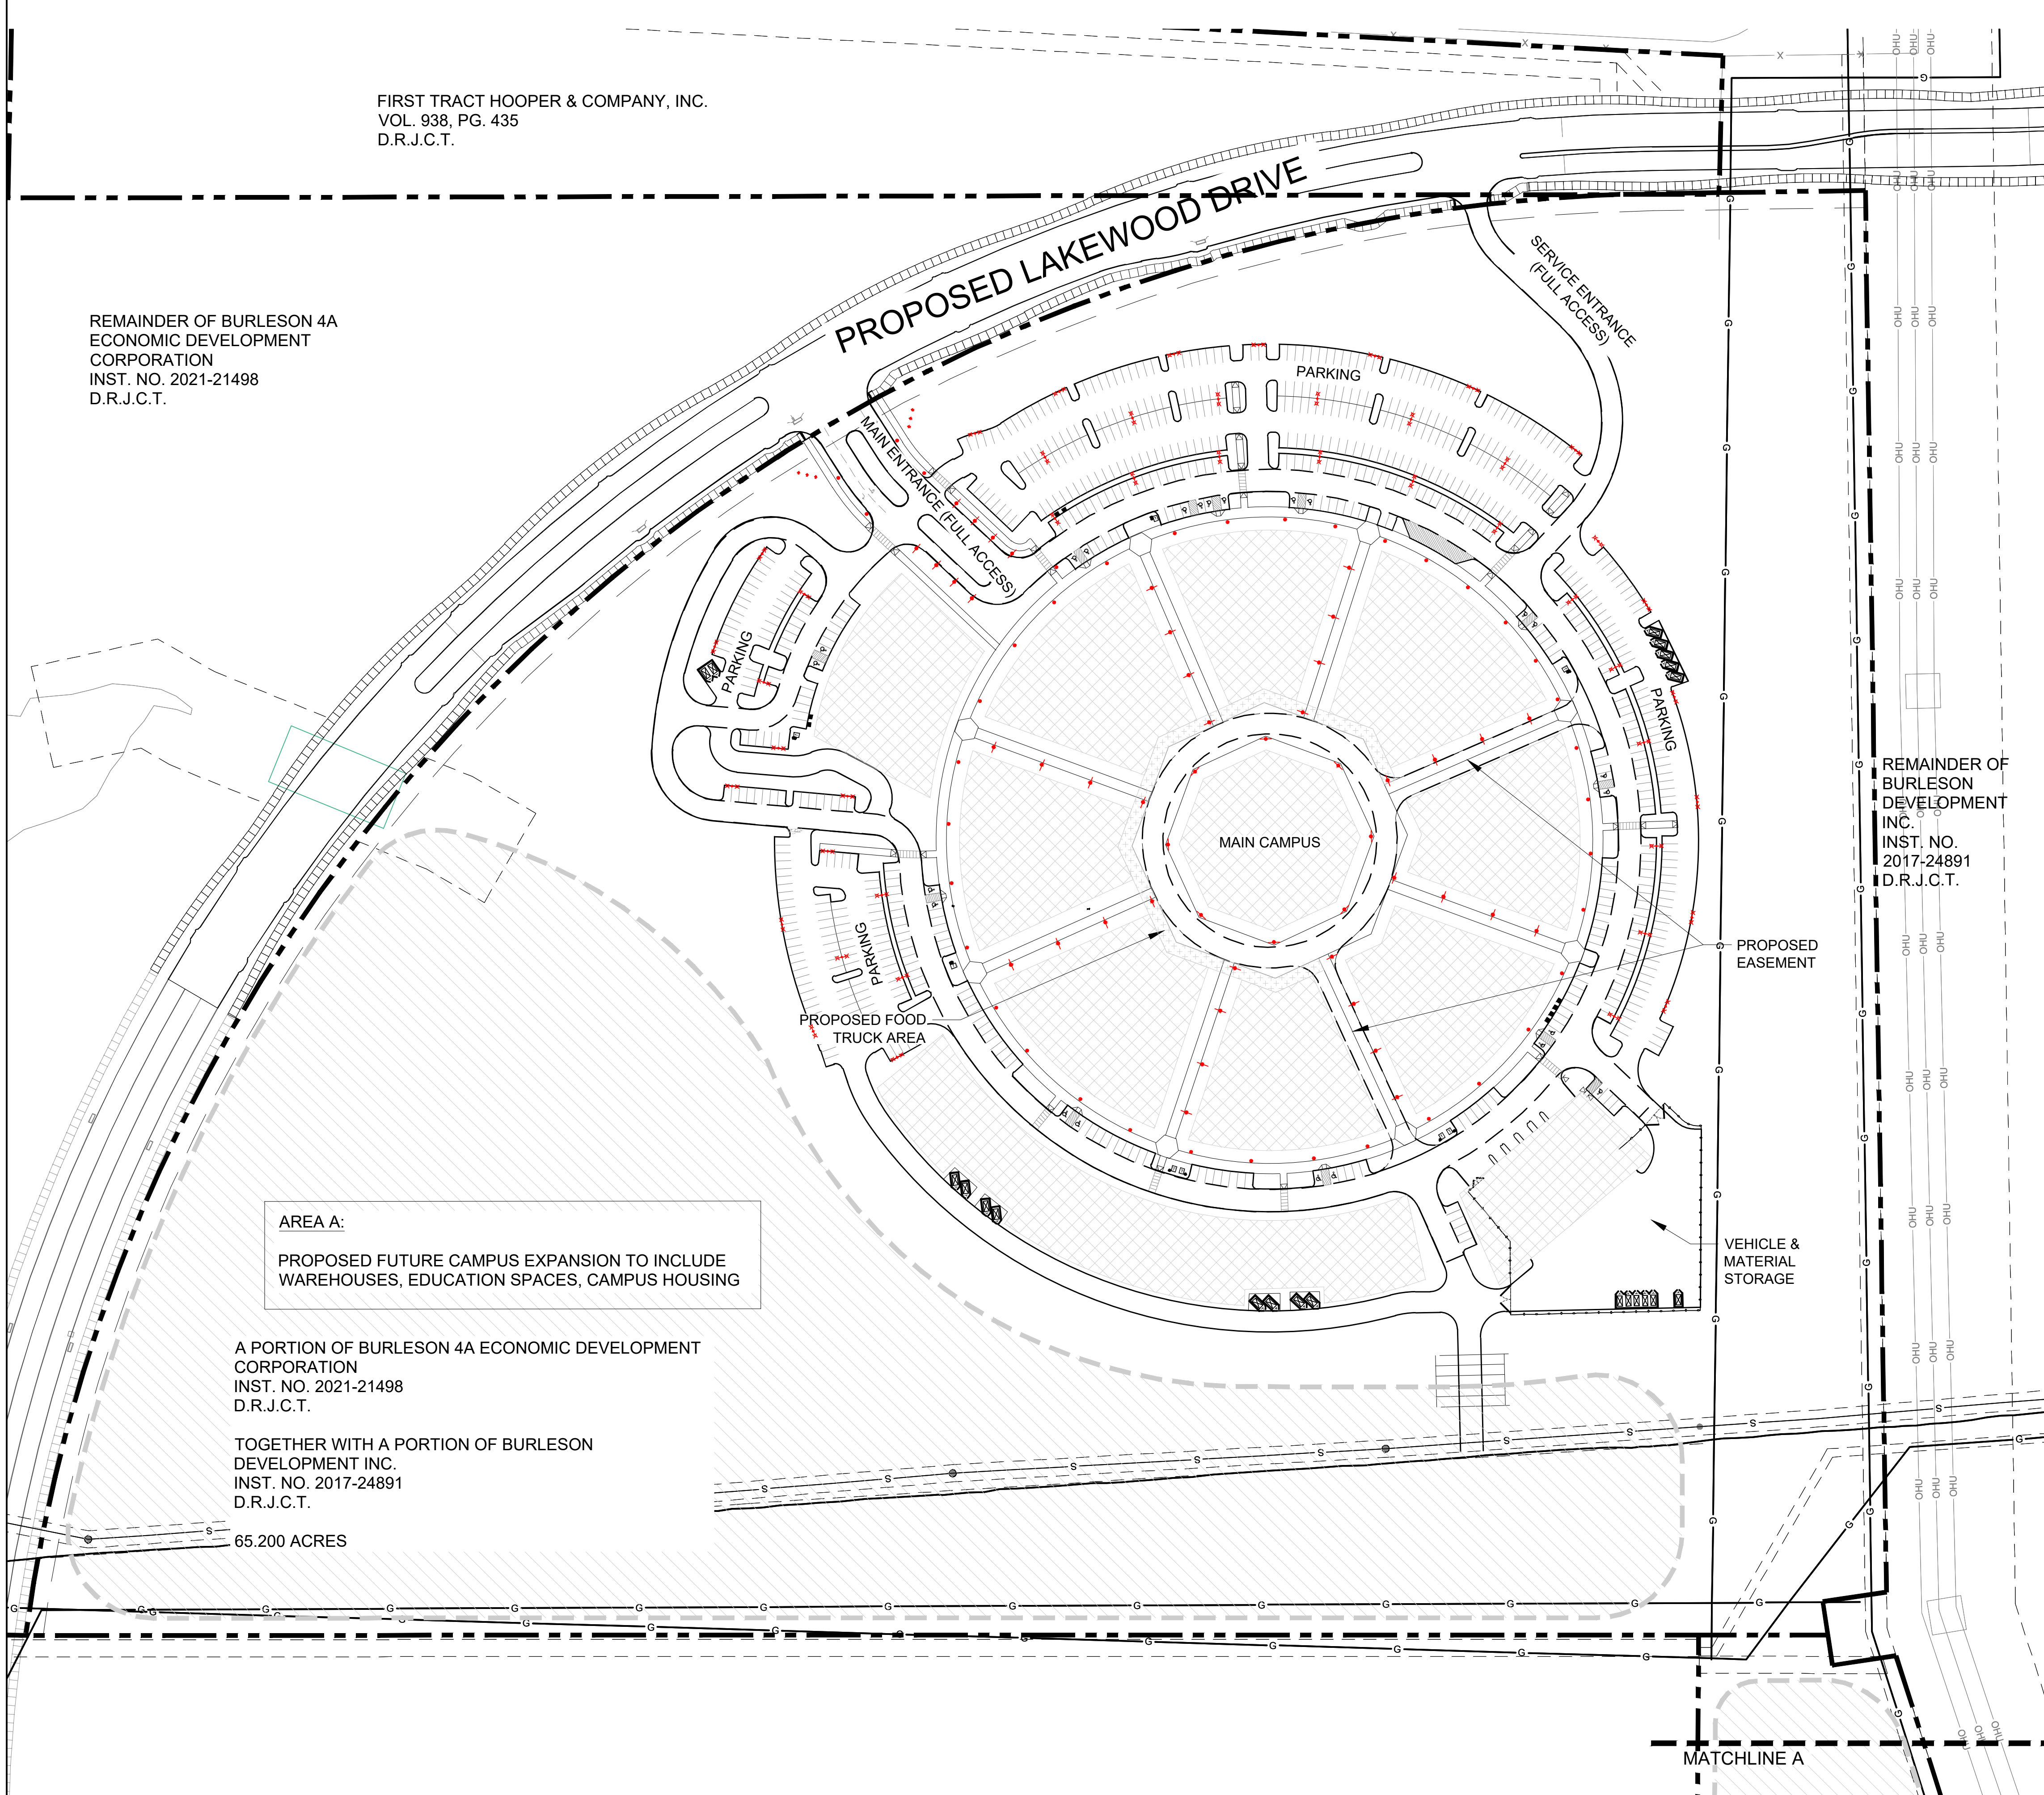 FIRST TRACT HOOPER & COMPANY, INC.
VOL. 938, PG. 435
D.R.J.C.T.
PROPOSED LAKEWOOD DRIVE
SERVICE ENTRANCE
(FULL ACCESS)
REMAINDER OF BURLESON 4A
ECONOMIC DEVELOPMENT
CORPORATION
INST. NO. 2021-21498
D.R.J.C.T.
PARKING
MAIN ENTRANCE (FULL ACCESS)
PARKING
PARKING
REMAINDER OF
BURLESON
DEVELOPMENT
INC.
INST. NO.
2017-24891
D.R.J.C.T.
MAIN CAMPUS
PROPOSED
EASEMENT
PARKING
PROPOSED FOOD
TRUCK AREA
AREA A:
PROPOSED FUTURE CAMPUS EXPANSION TO INCLUDE
WAREHOUSES, EDUCATION SPACES, CAMPUS HOUSING
VEHICLE &
MATERIAL
STORAGE
A PORTION OF BURLESON 4A ECONOMIC DEVELOPMENT
CORPORATION
INST. NO. 2021-21498
D.R.J.C.T.
TOGETHER WITH A PORTION OF BURLESON
DEVELOPMENT INC.
INST. NO. 2017-24891
D.R.J.C.T.
65.200 ACRES
MATCHLINE A